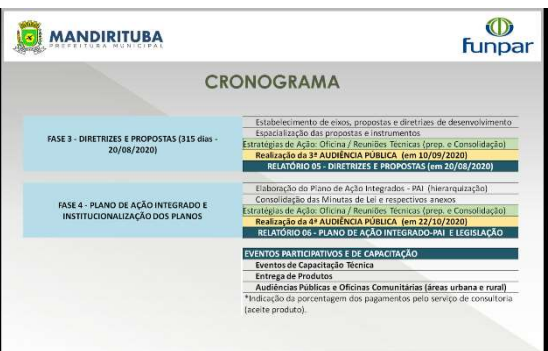 MANDIRITUBA
PREFEITURA MUNICIPAL
funpar
CRONOGRAMA
FASE 3 - DIRETRIZES E PROPOSTAS (315 dias -
20/08/2020)
Estabelecimento de eixos, propostas e diretrizes de desenvolvimento
Espacialização das propostas e instrumentos
Estratégias de Ação: Oficina / Reuniões Técnicas (prep. e Consolidação)
Realização da 3ª AUDIÊNCIA PÚBLICA (em 10/09/2020)
RELATÓRIO 05 - DIRETRIZES E PROPOSTAS (em 20/08/2020)
FASE 4 - PLANO DE AÇÃO INTEGRADO E
INSTITUCIONALIZAÇÃO DOS PLANOS
Elaboração do Plano de Ação Integrados - PAI (hierarquização)
Consolidação das Minutas de Lei e respectivos anexos
Estratégias de Ação: Oficina / Reuniões Técnicas (prep. e Consolidação)
Realização da 4ª AUDIÊNCIA PÚBLICA (em 22/10/2020)
RELATÓRIO 06 - PLANO DE AÇÃO INTEGRADO-PAI E LEGISLAÇÃO
EVENTOS PARTICIPATIVOS E DE CAPACITAÇÃO
Eventos de Capacitação Técnica
Entrega de Produtos
Audiências Públicas e Oficinas Comunitárias (áreas urbana e rural)
*Indicação da porcentagem dos pagamentos pelo serviço de consultoria
(aceite produto).